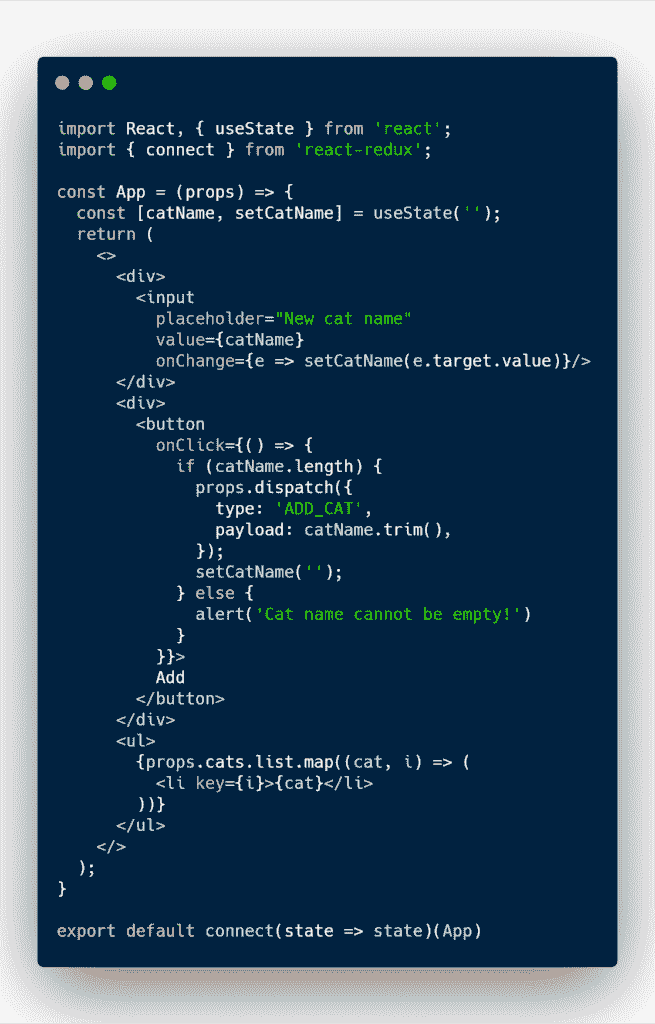 import React, { useState } from 'react';
import { connect } from 'react-redux';

const App = (props) => {
  const [catName, setCatName] = useState('');
  return (
    <>
      <div>
        <input
          placeholder="New cat name"
          value={catName}
          onChange={e => setCatName(e.target.value)}/>
      </div>
      <div>
        <button
          onClick={() => {
            if (catName.length) {
              props.dispatch({
                type: 'ADD_CAT',
                payload: catName.trim(),
              });
              setCatName('');
            } else {
              alert('Cat name cannot be empty!')
            }
          }}>
          Add
        </button>
      </div>
      <ul>
        {props.cats.list.map((cat, i) => (
          <li key={i}>{cat}</li>
        ))}
      </ul>
    </>
  );
}

export default connect(state => state)(App)